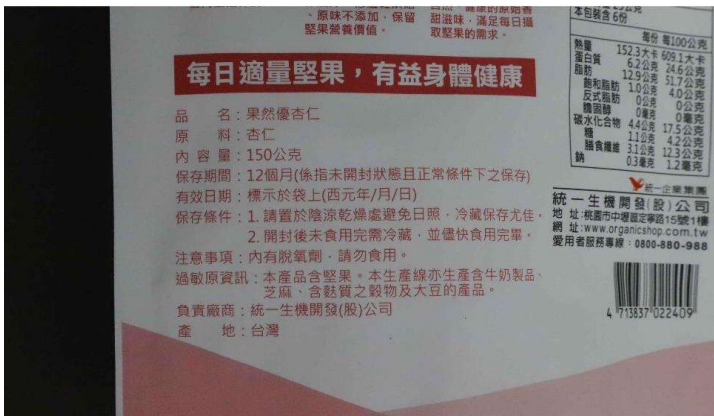 、原味不添加、保留
堅果營養價值。
甜滋味,滿足每日攝
取堅果的需求。
每日適量堅果,有益身體健康
品 名:果然優杏仁
原 料:杏仁
內 容 量:150公克
保存期間:12個月(係指未開封狀態且正常條件下之保存)
有效日期:標示於袋上(西元年/月/日)
保存條件:1. 請置於陰涼乾燥處避免日照,冷藏保存尤佳。
2. 開封後未食用完需冷藏,並儘快食用完畢。
注意事項:內有脫氧劑,請勿食用。
過敏原資訊:本產品含堅果。本生產線亦生產含牛奶製品、
芝麻、含麩質之穀物及大豆的產品。
負責廠商:統一生機開發(股)公司
產 地:台灣
本包裝含 6份
每份 每100公克
熱量 152.3大卡 609.1大卡
蛋白質 6.2公克 24.6公克
脂肪 12.9公克 51.7公克
飽和脂肪 1.0公克 4.0公克
反式脂肪 0公克 0公克
膽固醇 0毫克 0毫克
碳水化合物 4.4公克 17.5公克
糖 1.1公克 4.2公克
膳食纖維 3.1公克 12.3公克
鈉 0.3毫克 1.2毫克
統一企業集團
統一生機開發(股)公司
地 址:桃園市中壢區定寧路15號1樓
網 址:www.organicshop.com.tw
愛用者服務專線:0800-880-988
4 713837 022409